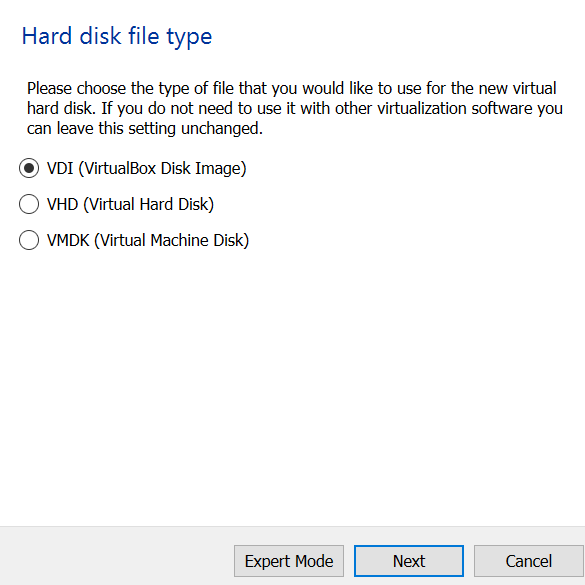 Hard disk file type
Please choose the type of file that you would like to use for the new virtual
hard disk. If you do not need to use it with other virtualization software you
can leave this setting unchanged.
VDI (VirtualBox Disk Image)
VHD (Virtual Hard Disk)
VMDK (Virtual Machine Disk)
Expert Mode
Next
Cancel